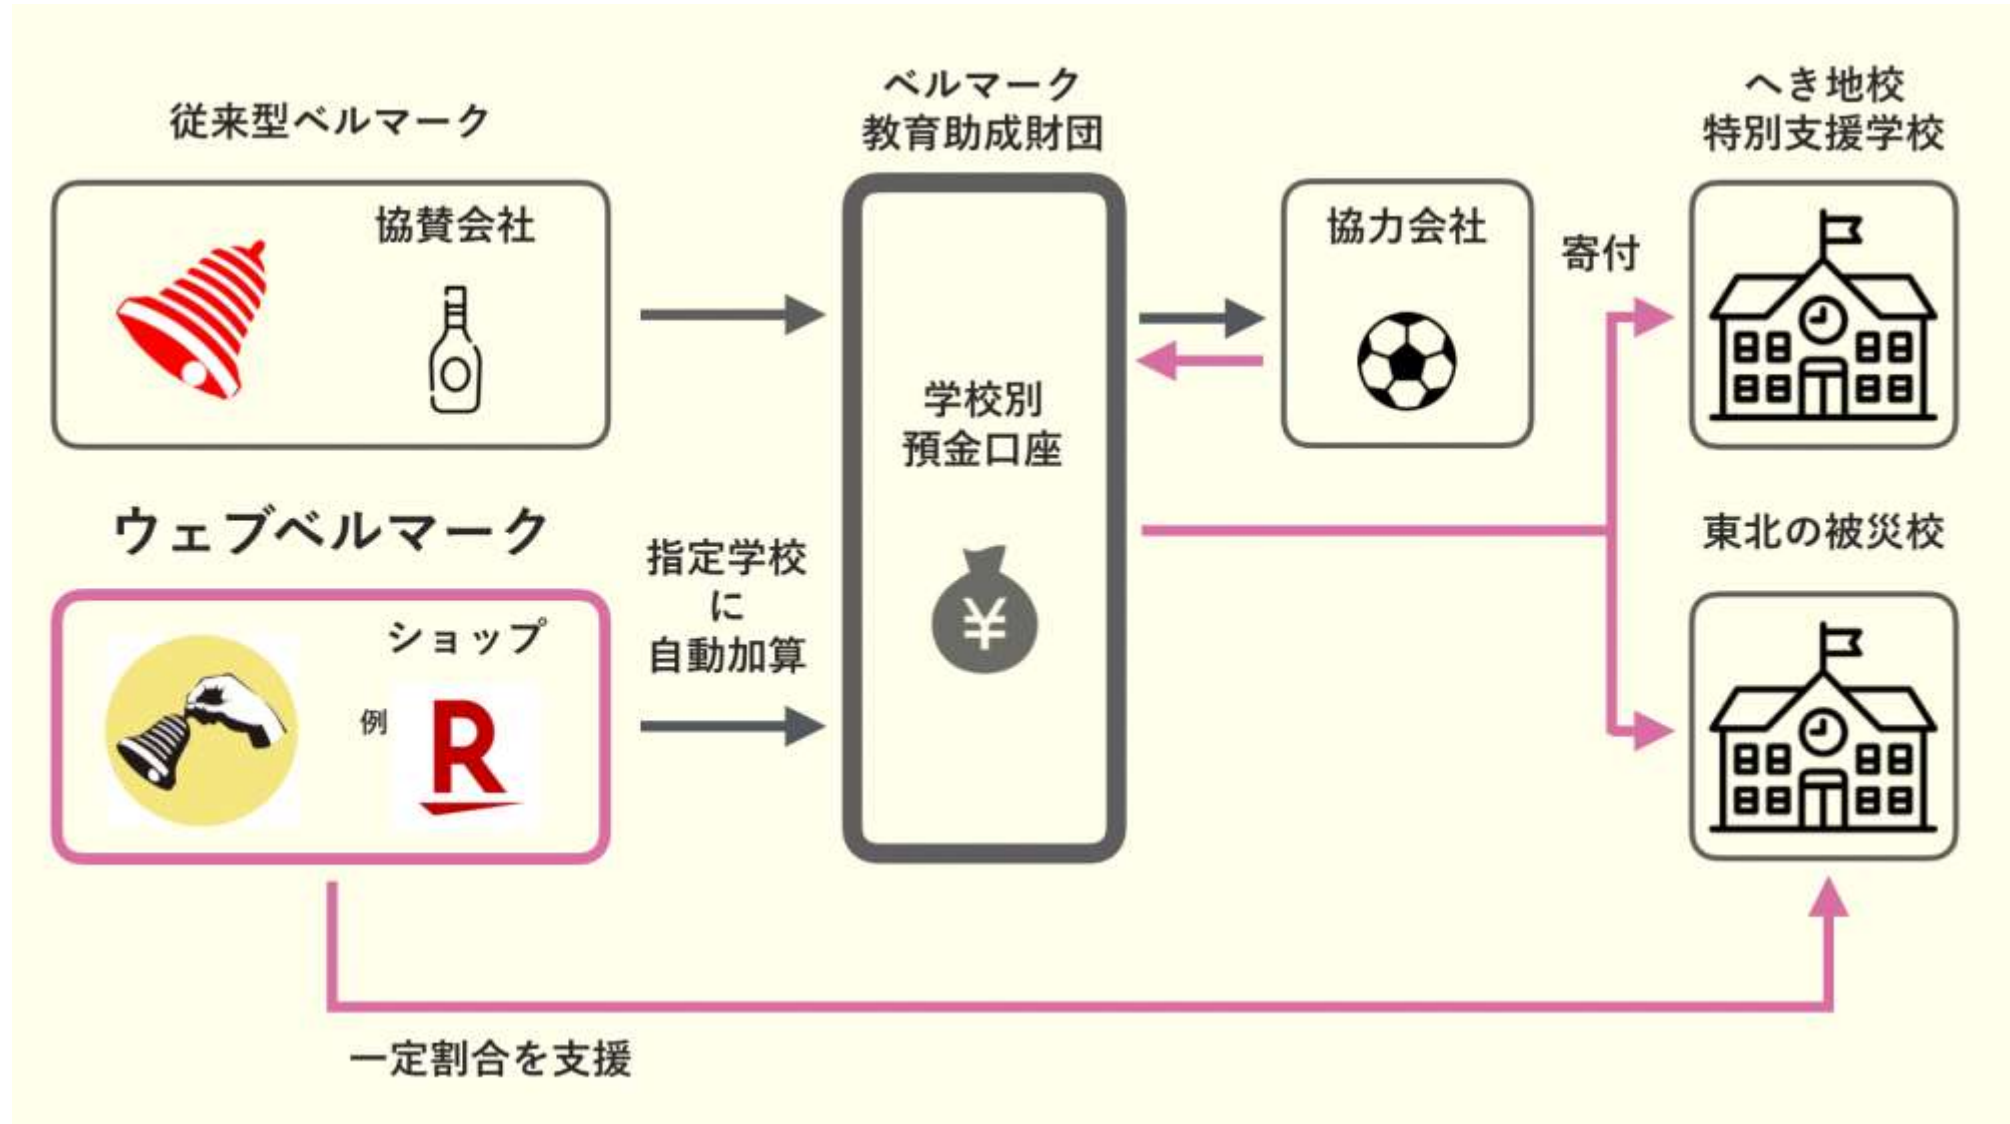 従来型ベルマーク
協賛会社
ベルマーク
教育助成財団
学校別
預金口座
¥
協力会社
寄付
へき地校
特別支援学校
ウェブベルマーク
ショップ
例
R
指定学校
に
自動加算
東北の被災校
一定割合を支援